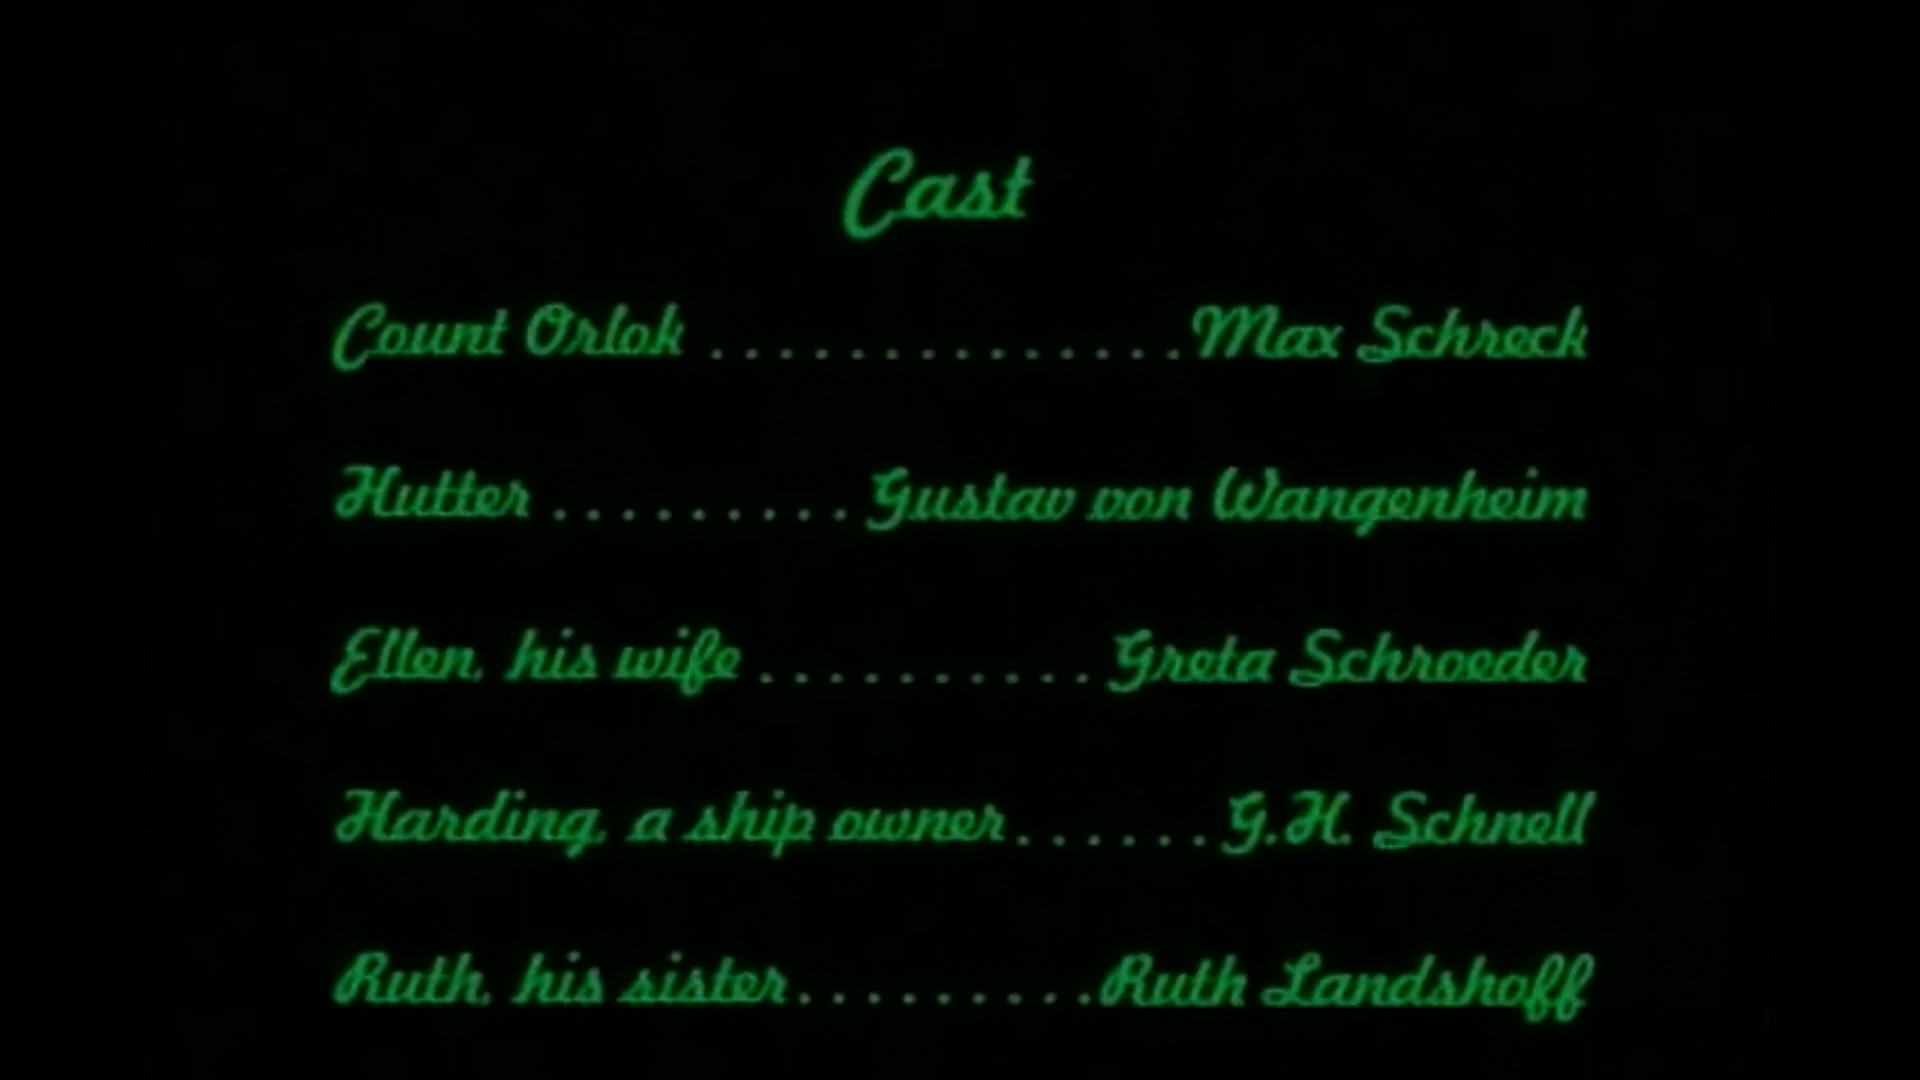 Cast
Count Orlok ..............Max Schreck
Hutter .........Gustav von Wangenheim
Ellen, his wife ..........Greta Schroeder
Harding, a ship owner......G.H. Schnell
Ruth, his sister.........Ruth Landshoff